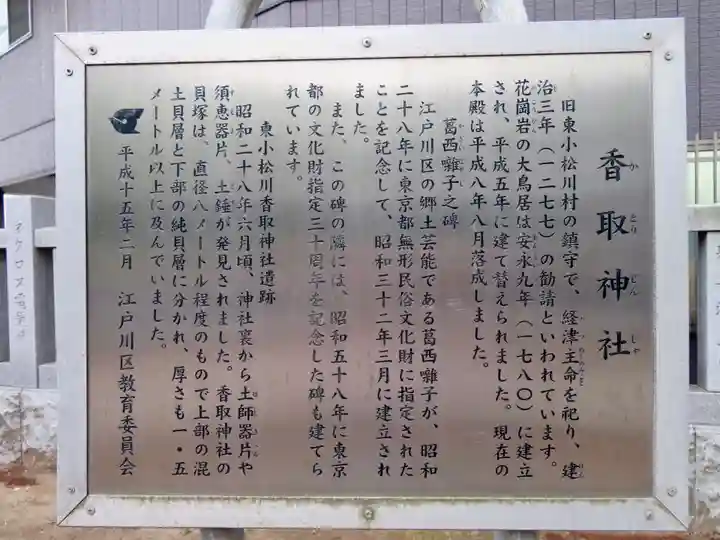 香取神社
かとりじんじゃ
旧東小松川村の鎮守で、経津主命を祀り、建
治三年（一二七七）の勧請といわれています。
花崗岩の大鳥居は安永九年（一七八〇）に建立
され、平成五年に建て替えられました。現在の
本殿は平成八年八月落成しました。
葛西囃子之碑
江戸川区の郷土芸能である葛西囃子が、昭和
二十八年に東京都無形民俗文化財に指定された
ことを記念して、昭和三十二年三月に建立され
ました。
また、この碑の隣には、昭和五十八年に東京
都の文化財指定三十周年を記念した碑も建てら
れています。
東小松川香取神社遺跡
昭和二十八年六月頃、神社裏から土師器片や
須恵器片、土錘が発見されました。香取神社の
貝塚は、直径八メートル程度のもので上部の混
土貝層と下部の純貝層に分かれ、厚さも一・五
メートル以上に及んでいました。
平成十五年二月　江戸川区教育委員会